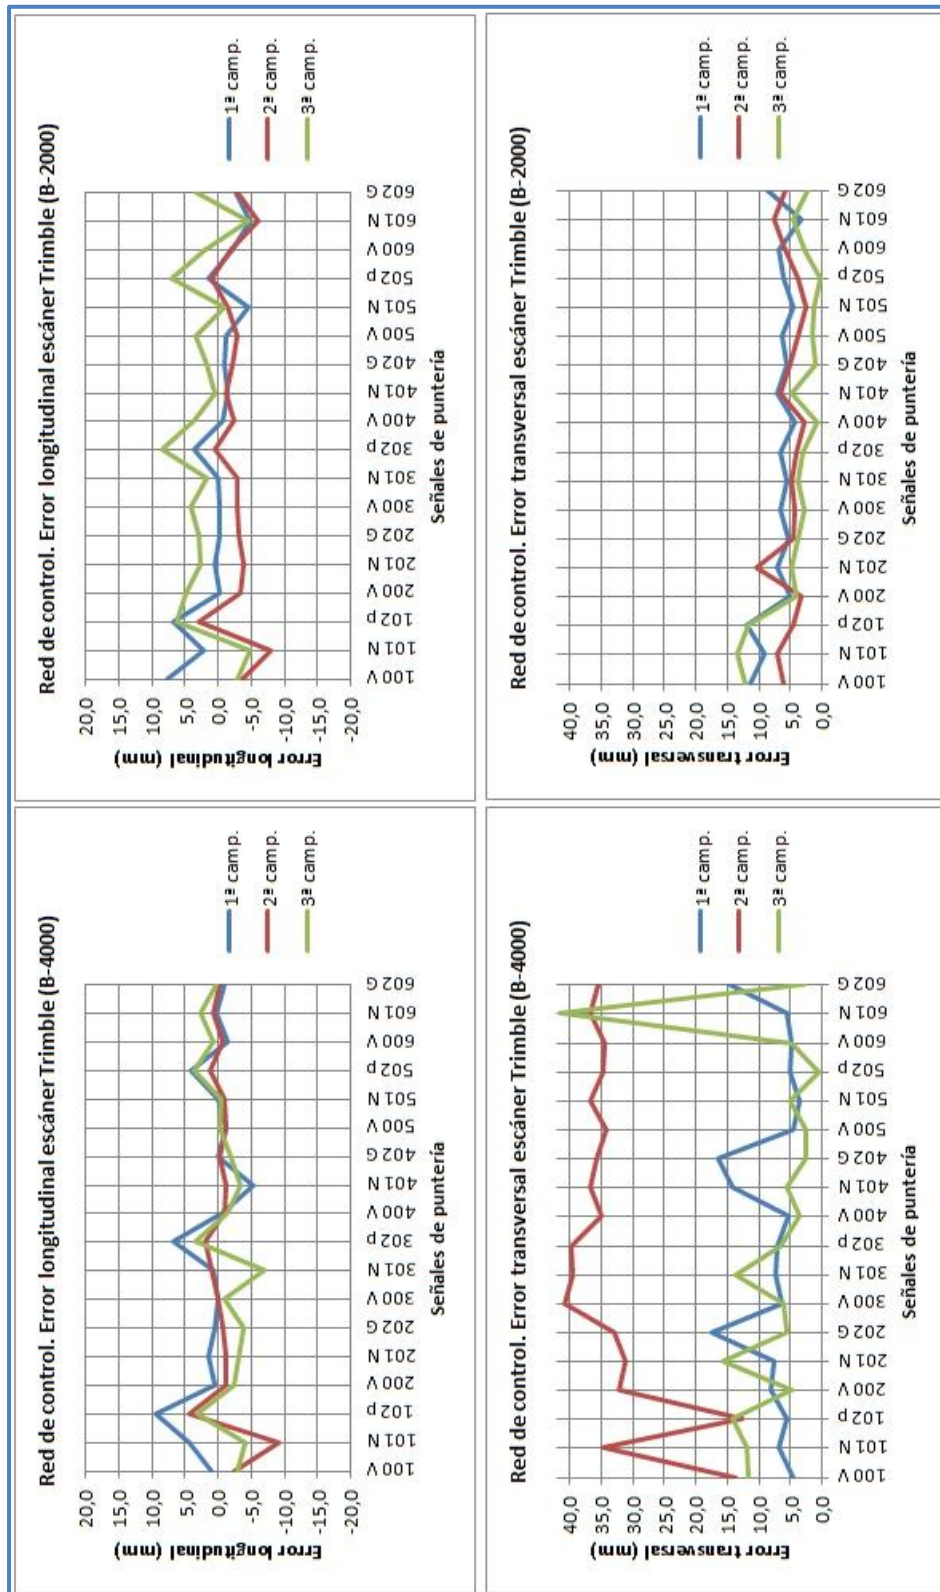 Red de control. Error longitudinal escáner Trimble (B-4000)
Error longitudinal (mm)
20,0
15,0
10,0
5,0
0,0
-5,0
-10,0
-15,0
-20,0
100 V
101 N
102 p
200 V
201 N
202 G
300 V
301 N
302 p
400 V
401 N
402 G
500 V
501 N
502 p
600 V
601 N
602 G
Señales de puntería
1ª camp.
2ª camp.
3ª camp.
Red de control. Error longitudinal escáner Trimble (B-2000)
Error longitudinal (mm)
20,0
15,0
10,0
5,0
0,0
-5,0
-10,0
-15,0
-20,0
100 V
101 N
102 p
200 V
201 N
202 G
300 V
301 N
302 p
400 V
401 N
402 G
500 V
501 N
502 p
600 V
601 N
602 G
Señales de puntería
1ª camp.
2ª camp.
3ª camp.
Red de control. Error transversal escáner Trimble (B-4000)
Error transversal (mm)
40,0
35,0
30,0
25,0
20,0
15,0
10,0
5,0
0,0
100 V
101 N
102 p
200 V
201 N
202 G
300 V
301 N
302 p
400 V
401 N
402 G
500 V
501 N
502 p
600 V
601 N
602 G
Señales de puntería
1ª camp.
2ª camp.
3ª camp.
Red de control. Error transversal escáner Trimble (B-2000)
Error transversal (mm)
40,0
35,0
30,0
25,0
20,0
15,0
10,0
5,0
0,0
100 V
101 N
102 p
200 V
201 N
202 G
300 V
301 N
302 p
400 V
401 N
402 G
500 V
501 N
502 p
600 V
601 N
602 G
Señales de puntería
1ª camp.
2ª camp.
3ª camp.